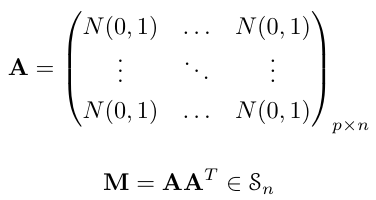 A = ( N(0,1) … N(0,1)
⋮ ⋱ ⋮
N(0,1) … N(0,1) )_{p×n}
M = AA^T ∈ 𝒮_n